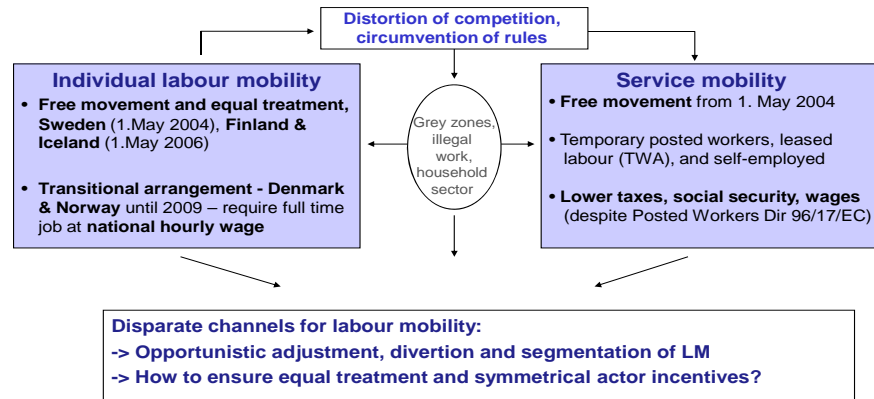 Distortion of competition,
circumvention of rules
Individual labour mobility
• Free movement and equal treatment,
Sweden (1.May 2004), Finland &
Iceland (1.May 2006)
• Transitional arrangement - Denmark
& Norway until 2009 – require full time
job at national hourly wage
Grey zones,
illegal
work,
household
sector
Service mobility
• Free movement from 1. May 2004
• Temporary posted workers, leased
labour (TWA), and self-employed
• Lower taxes, social security, wages
(despite Posted Workers Dir 96/17/EC)
Disparate channels for labour mobility:
-> Opportunistic adjustment, divertion and segmentation of LM
-> How to ensure equal treatment and symmetrical actor incentives?